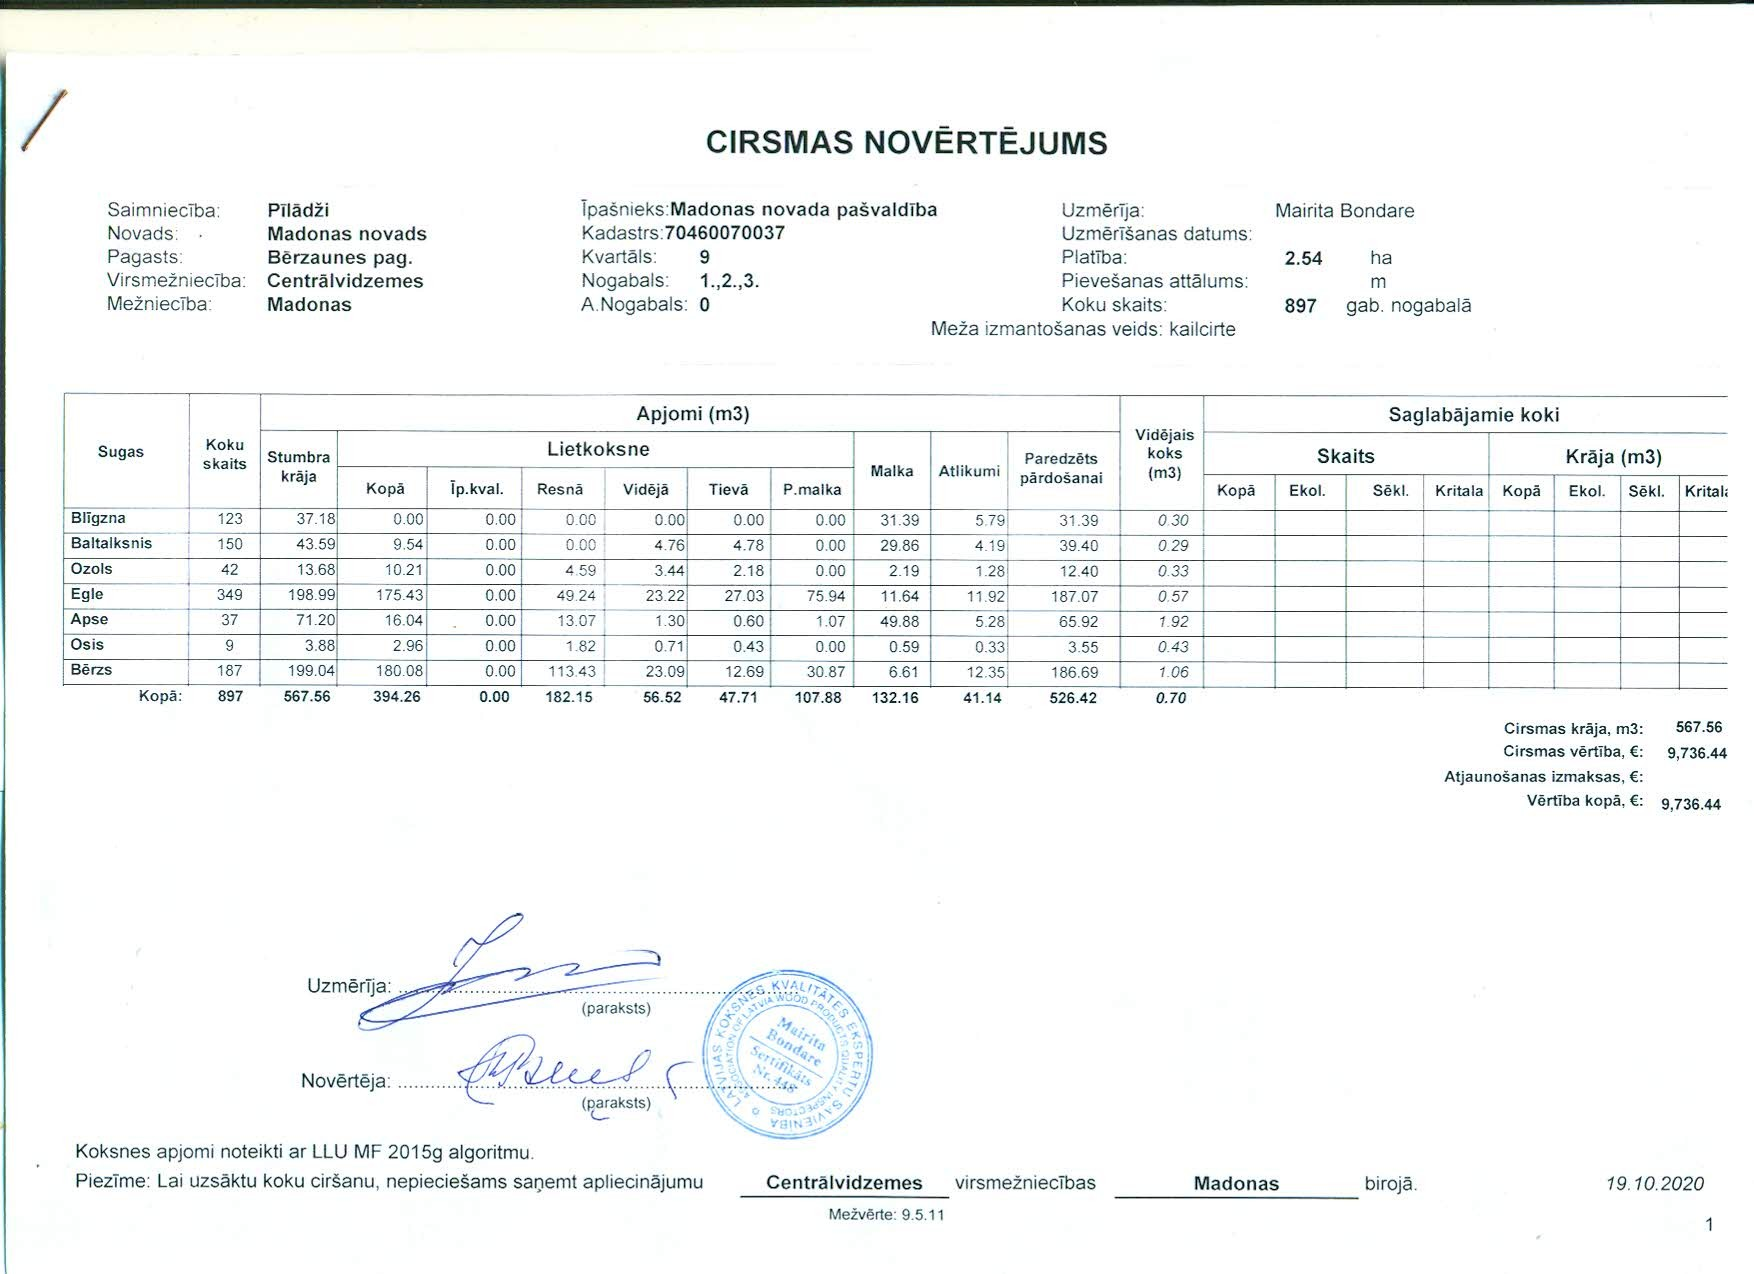 CIRSMAS NOVĒRTĒJUMS
Saimniecība: Pīlādži Īpašnieks:Madonas novada pašvaldība Uzmērīja: Mairita Bondare
Novads: Madonas novads Kadastrs:70460070037 Uzmērīšanas datums:
Pagasts: Bērzaunes pag. Kvartāls: 9 Platība: 2.54 ha
Virsmežniecība: Centrālvidzemes Nogabals: 1.,2.,3. Pievešanas attālums: m
Mežniecība: Madonas A.Nogabals: 0 Koku skaits: 897 gab. nogabalā
Meža izmantošanas veids: kailcirte
Sugas Koku skaits Apjomi (m3) Vidējais koks (m3) Saglabājamie koki
Stumbra krāja Lietkoksne Malka Atlikumi Paredzēts pārdošanai Skaits Krāja (m3)
Kopā Īp.kval. Resnā Vidējā Tievā P.malka Kopā Ekol. Sēkl. Kritala Kopā Ekol. Sēkl. Kritala
Blīgzna 123 37.18 0.00 0.00 0.00 0.00 0.00 0.00 31.39 5.79 31.39 0.30
Baltalksnis 150 43.59 9.54 0.00 0.00 4.76 4.78 0.00 29.86 4.19 39.40 0.29
Ozols 42 13.68 10.21 0.00 4.59 3.44 2.18 0.00 2.19 1.28 12.40 0.33
Egle 349 198.99 175.43 0.00 49.24 23.22 27.03 75.94 11.64 11.92 187.07 0.57
Apse 37 71.20 16.04 0.00 13.07 1.30 0.60 1.07 49.88 5.28 65.92 1.92
Osis 9 3.88 2.96 0.00 1.82 0.71 0.43 0.00 0.59 0.33 3.55 0.43
Bērzs 187 199.04 180.08 0.00 113.43 23.09 12.69 30.87 6.61 12.35 186.69 1.06
Kopā: 897 567.56 394.26 0.00 182.15 56.52 47.71 107.88 132.16 41.14 526.42 0.70
Cirsmas krāja, m3: 567.56
Cirsmas vērtība, €: 9,736.44
Atjaunošanas izmaksas, €:
Vērtība kopā, €: 9,736.44
Uzmērīja:
(paraksts)
Novērtēja:
(paraksts)
LATVIJAS KOKSNES KVALITĀTES EKSPERTU SAVIENĪBA
ASSOCIATION OF LATVIA WOOD PRODUCTS QUALITY INSPECTORS
Mairita
Bondare
Sertifikāts
Nr. 448
Koksnes apjomi noteikti ar LLU MF 2015g algoritmu.
Piezīme: Lai uzsāktu koku ciršanu, nepieciešams saņemt apliecinājumu Centrālvidzemes virsmežniecības Madonas birojā. 19.10.2020
Mežvērte: 9.5.11
1